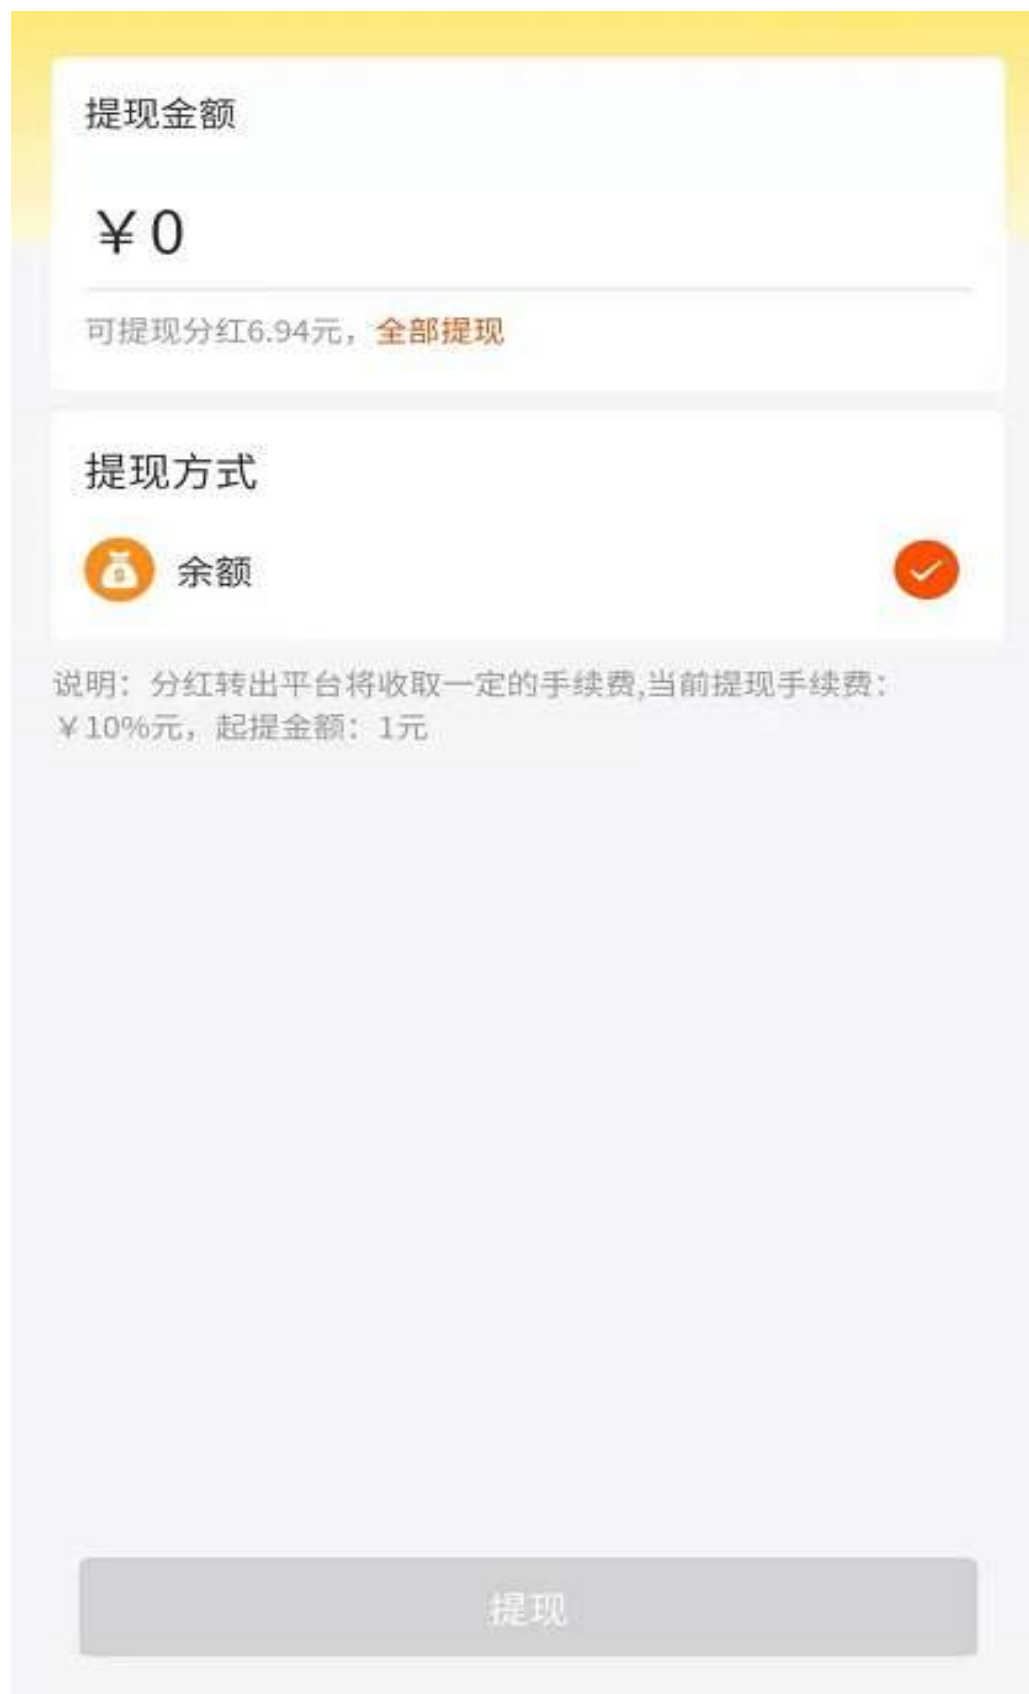 提现金额
¥0
可提现分红6.94元，全部提现
提现方式
余额
说明：分红转出平台将收取一定的手续费,当前提现手续费：
¥10%元，起提金额：1元
提现